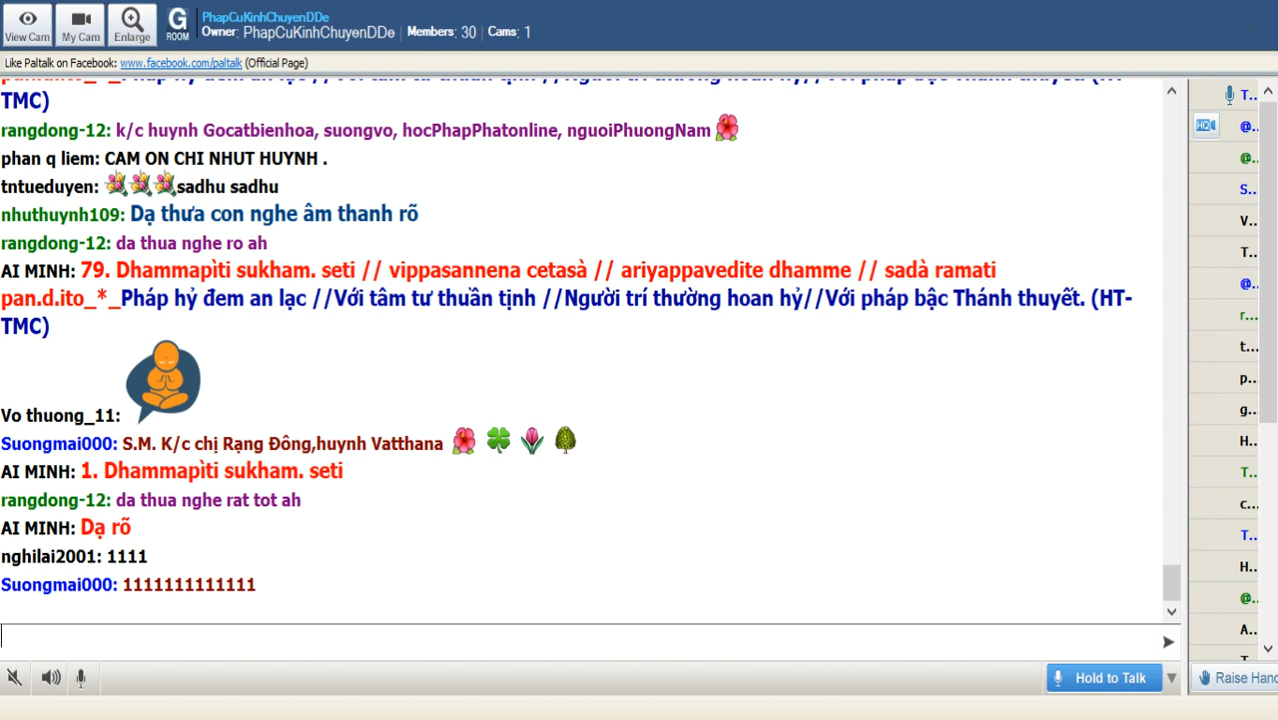 View Cam
My Cam
Enlarge
G
ROOM
PhapCuKinhChuyenDDe
Owner: PhapCuKinhChuyenDDe Members: 30 Cams: 1
Like Paltalk on Facebook: www.facebook.com/paltalk (Official Page)
TMC)
rangdong-12: k/c huynh Gocatbienhoa, suongvo, hocPhapPhatonline, nguoiPhuongNam
phan q liem: CAM ON CHI NHUT HUYNH .
tntueduyen: sadhu sadhu
nhuthuynh109: Dạ thưa con nghe âm thanh rõ
rangdong-12: da thua nghe ro ah
AI MINH: 79. Dhammapìti sukham. seti // vippasannena cetasà // ariyappavedite dhamme // sadà ramati
pan.d.ito_*_Pháp hỷ đem an lạc //Với tâm tư thuần tịnh //Người trí thường hoan hỷ//Với pháp bậc Thánh thuyết. (HT-
TMC)
Vo thuong_11:
Suongmai000: S.M. K/c chị Rạng Đông,huynh Vatthana
AI MINH: 1. Dhammapìti sukham. seti
rangdong-12: da thua nghe rat tot ah
AI MINH: Dạ rõ
nghilai2001: 1111
Suongmai000: 1111111111111
T..
@..
HQ
@..
S..
V...
T...
@..
r...
t...
p...
g...
H...
T...
c...
T...
H...
@..
A...
Hold to Talk
Raise Hand